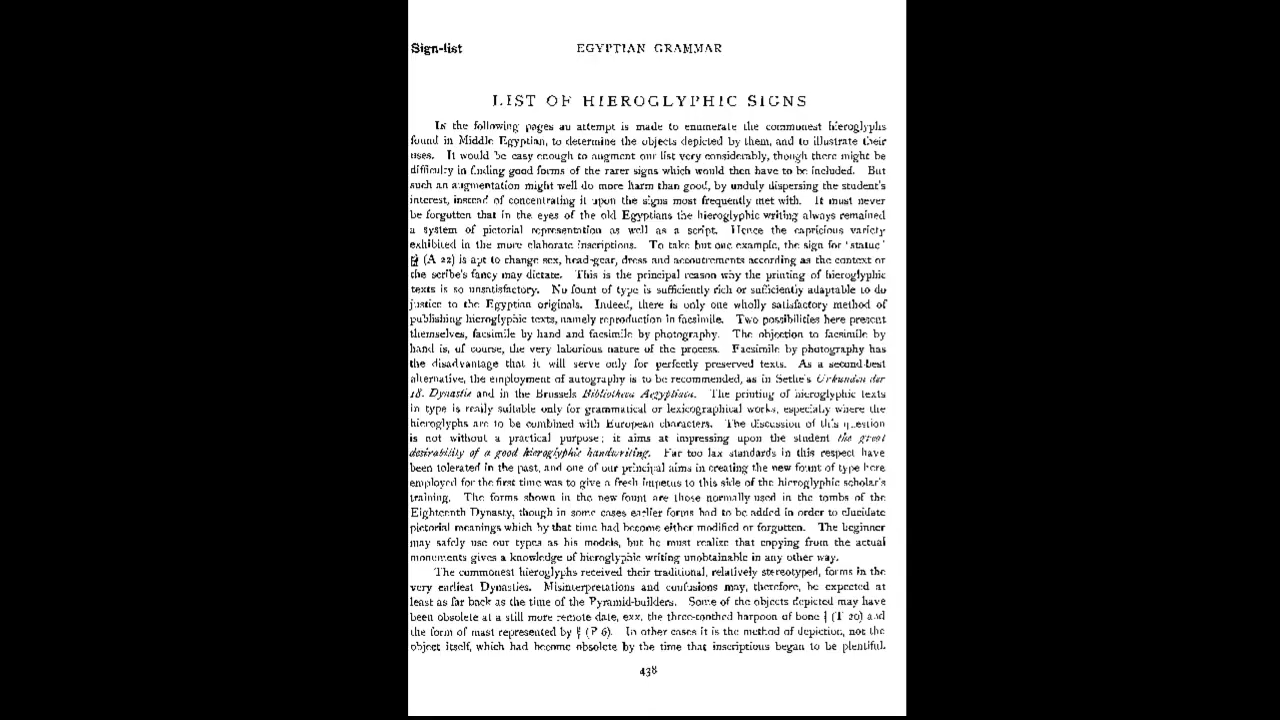 Sign-list EGYPTIAN GRAMMAR
LIST OF HIEROGLYPHIC SIGNS
In the following pages an attempt is made to enumerate the communest hieroglyphs
found in Middle Egyptian, to determine the objects depicted by them, and to illustrate their
uses. It would be easy enough to augment our list very considerably, though there might be
difficulty in finding good forms of the rarer signs which would then have to be included. But
such an augmentation might well do more harm than good, by unduly dispersing the student's
interest, instead of concentrating it upon the signs most frequently met with. It must never
be forgotten that in the eyes of the old Egyptians the hieroglyphic writing always remained
a system of pictorial representation as well as a script. Hence the capricious variety
exhibited in the more elaborate inscriptions. To take but one example, the sign for 'statue'
(A 22) is apt to change sex, head-gear, dress and accoutrements according as the context or
the scribe's fancy may dictate. This is the principal reason why the printing of hieroglyphic
texts is so unsatisfactory. No fount of type is sufficiently rich or sufficiently adaptable to do
justice to the Egyptian originals. Indeed, there is only one wholly satisfactory method of
publishing hieroglyphic texts, namely reproduction in facsimile. Two possibilities here present
themselves, facsimile by hand and facsimile by photography. The objection to facsimile by
hand is, of course, the very laborious nature of the process. Facsimile by photography has
the disadvantage that it will serve only for perfectly preserved texts. As a second-best
alternative, the employment of autography is to be recommended, as in Sethe's Urkunden der
18. Dynastie and in the Brussels Bibliotheca Aegyptiaca. The printing of hieroglyphic texts
in type is really suitable only for grammatical or lexicographical works, especially where the
hieroglyphs are to be combined with European characters. The discussion of this question
is not without a practical purpose; it aims at impressing upon the student the great
desirability of a good hieroglyphic handwriting. Far too lax standards in this respect have
been tolerated in the past, and one of our principal aims in creating the new fount of type here
employed for the first time was to give a fresh impetus to this side of the hieroglyphic scholar's
training. The forms shown in the new fount are those normally used in the tombs of the
Eighteenth Dynasty, though in some cases earlier forms had to be added in order to elucidate
pictorial meanings which by that time had become either modified or forgotten. The beginner
may safely use our types as his models, but he must realize that copying from the actual
monuments gives a knowledge of hieroglyphic writing unobtainable in any other way.
The commonest hieroglyphs received their traditional, relatively stereotyped, forms in the
very earliest Dynasties. Misinterpretations and confusions may, therefore, be expected at
least as far back as the time of the Pyramid-builders. Some of the objects depicted may have
been obsolete at a still more remote date, exx. the three-toothed harpoon of bone (T 20) and
the form of mast represented by (P 6). In other cases it is the method of depiction, not the
object itself, which had become obsolete by the time that inscriptions began to be plentiful.
438